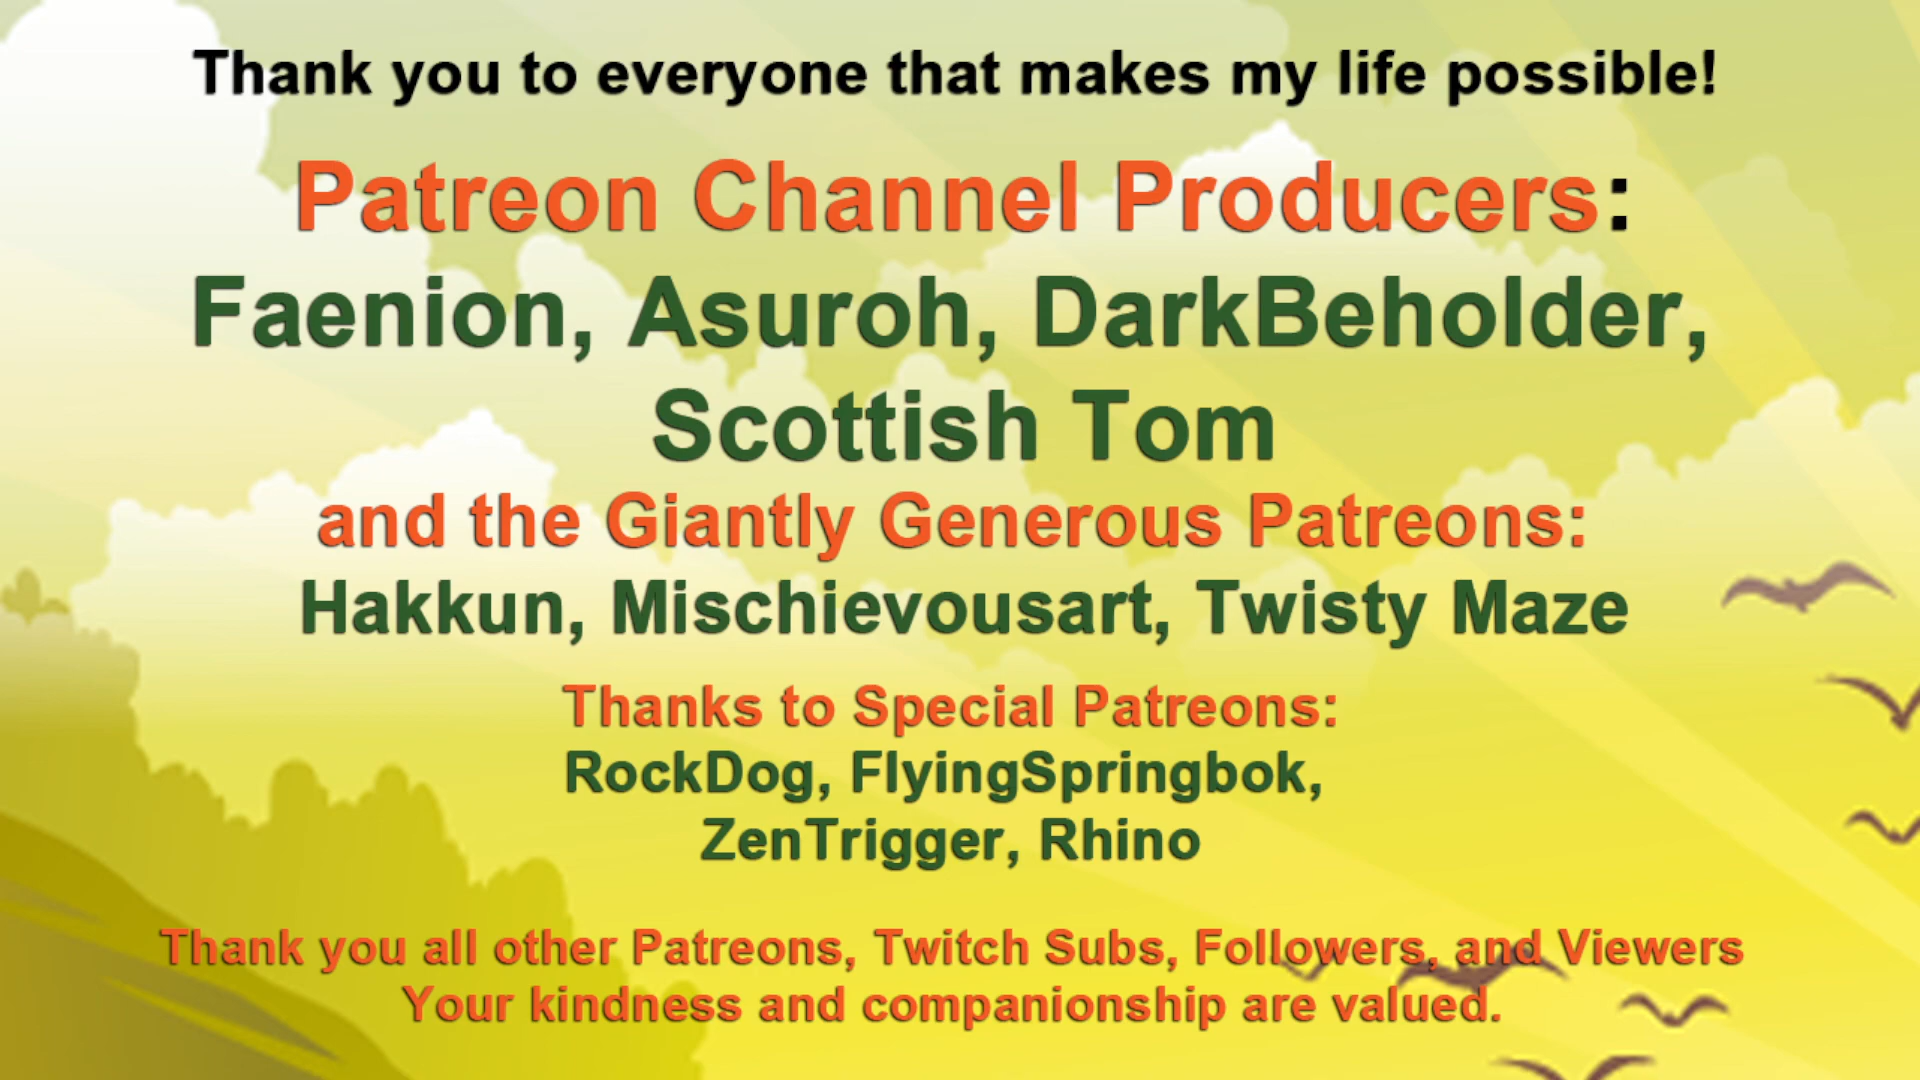 Thank you to everyone that makes my life possible!
Patreon Channel Producers:
Faenion, Asuroh, DarkBeholder,
Scottish Tom
and the Giantly Generous Patreons:
Hakkun, Mischievousart, Twisty Maze
Thanks to Special Patreons:
RockDog, FlyingSpringbok,
ZenTrigger, Rhino
Thank you all other Patreons, Twitch Subs, Followers, and Viewers
Your kindness and companionship are valued.